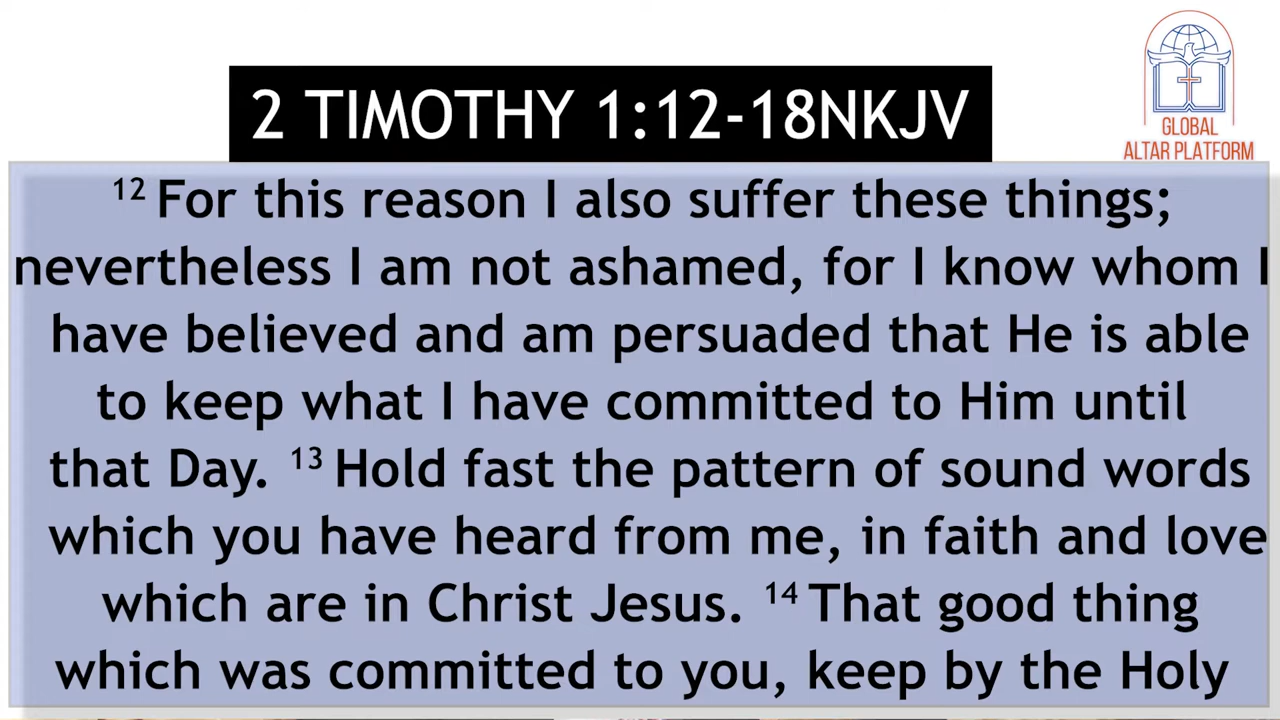 GLOBAL
ALTAR PLATFORM
2 TIMOTHY 1:12-18NKJV
12 For this reason I also suffer these things;
nevertheless I am not ashamed, for I know whom I
have believed and am persuaded that He is able
to keep what I have committed to Him until
that Day. 13 Hold fast the pattern of sound words
which you have heard from me, in faith and love
which are in Christ Jesus. 14 That good thing
which was committed to you, keep by the Holy